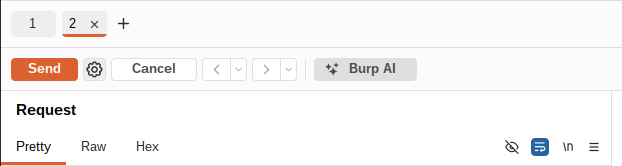 1 2 × +
Send Cancel < > Burp AI
Request
Pretty Raw Hex \n